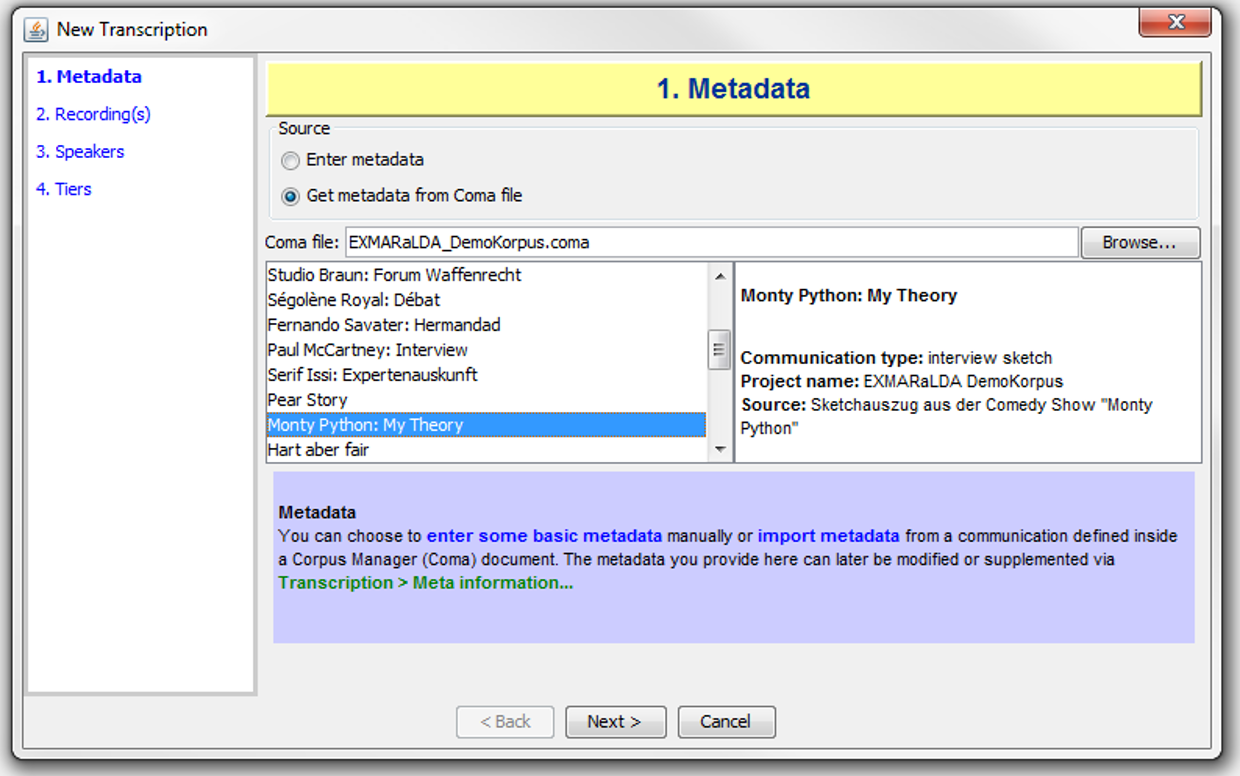 New Transcription
1. Metadata
2. Recording(s)
3. Speakers
4. Tiers
1. Metadata
Source
Enter metadata
Get metadata from Coma file
Coma file: EXMARaLDA_DemoKorpus.coma Browse...
Studio Braun: Forum Waffenrecht
Ségolène Royal: Débat
Fernando Savater: Hermandad
Paul McCartney: Interview
Serif Issi: Expertenauskunft
Pear Story
Monty Python: My Theory
Hart aber fair
Monty Python: My Theory
Communication type: interview sketch
Project name: EXMARaLDA DemoKorpus
Source: Sketchauszug aus der Comedy Show "Monty
Python"
Metadata
You can choose to enter some basic metadata manually or import metadata from a communication defined inside
a Corpus Manager (Coma) document. The metadata you provide here can later be modified or supplemented via
Transcription > Meta information...
< Back Next > Cancel